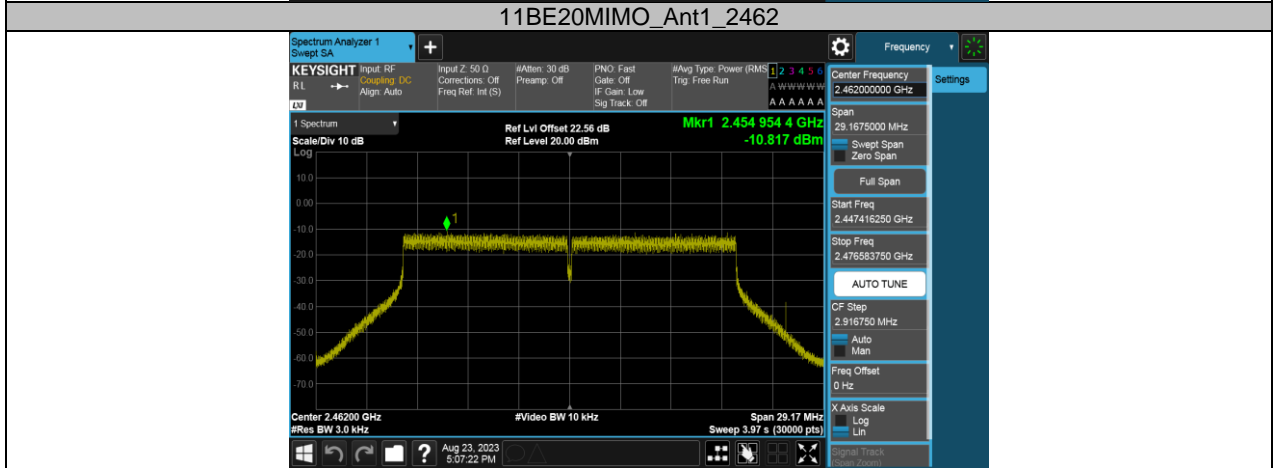 11BE20MIMO_Ant1_2462
Spectrum Analyzer 1
Swept SA
+
Frequency
KEYSIGHT
RL
LXI
Input: RF
Coupling: DC
Align: Auto
Input Z: 50 Ω
Corrections: Off
Freq Ref: Int (S)
#Atten: 30 dB
Preamp: Off
PNO: Fast
Gate: Off
IF Gain: Low
Sig Track: Off
#Avg Type: Power (RMS
Trig: Free Run
1 2 3 4 5 6
A W W W W W
A A A A A A
Center Frequency
2.462000000 GHz
Settings
Span
29.1675000 MHz
Swept Span
Zero Span
Full Span
Start Freq
2.447416250 GHz
Stop Freq
2.476583750 GHz
AUTO TUNE
CF Step
2.916750 MHz
Auto
Man
Freq Offset
0 Hz
X Axis Scale
Log
Lin
Signal Track
(Span Zoom)
1 Spectrum
Scale/Div 10 dB
Log
Ref Lvl Offset 22.56 dB
Ref Level 20.00 dBm
Mkr1 2.454 954 4 GHz
-10.817 dBm
10.0
0.00
-10.0
-20.0
-30.0
-40.0
-50.0
-60.0
-70.0
1
Center 2.46200 GHz
#Res BW 3.0 kHz
#Video BW 10 kHz
Span 29.17 MHz
Sweep 3.97 s (30000 pts)
?
Aug 23, 2023
5:07:22 PM